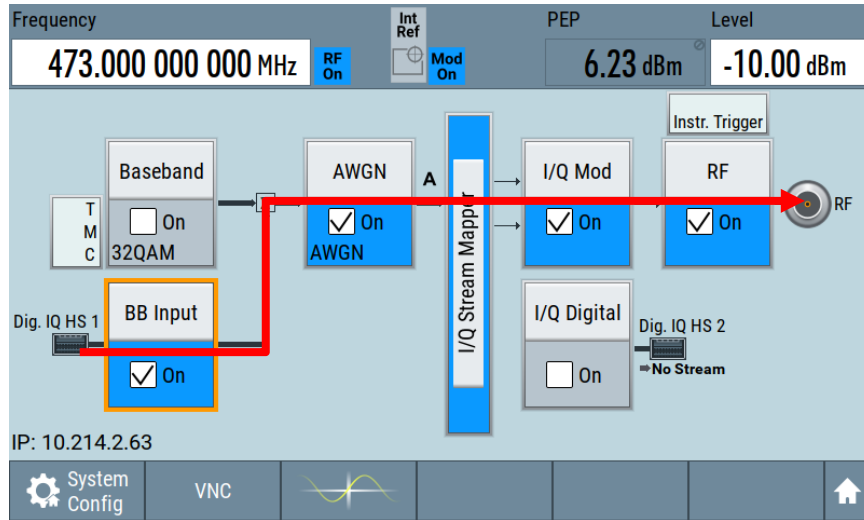 Frequency
Int
Ref
PEP
Level
473.000 000 000 MHz
RF
On
Mod
On
6.23 dBm
-10.00 dBm
Instr. Trigger
Baseband
On
32QAM
T
M
C
AWGN
On
AWGN
A
I/Q Stream Mapper
I/Q Mod
On
RF
On
RF
Dig. IQ HS 1
BB Input
On
I/Q Digital
On
Dig. IQ HS 2
No Stream
IP: 10.214.2.63
System
Config
VNC